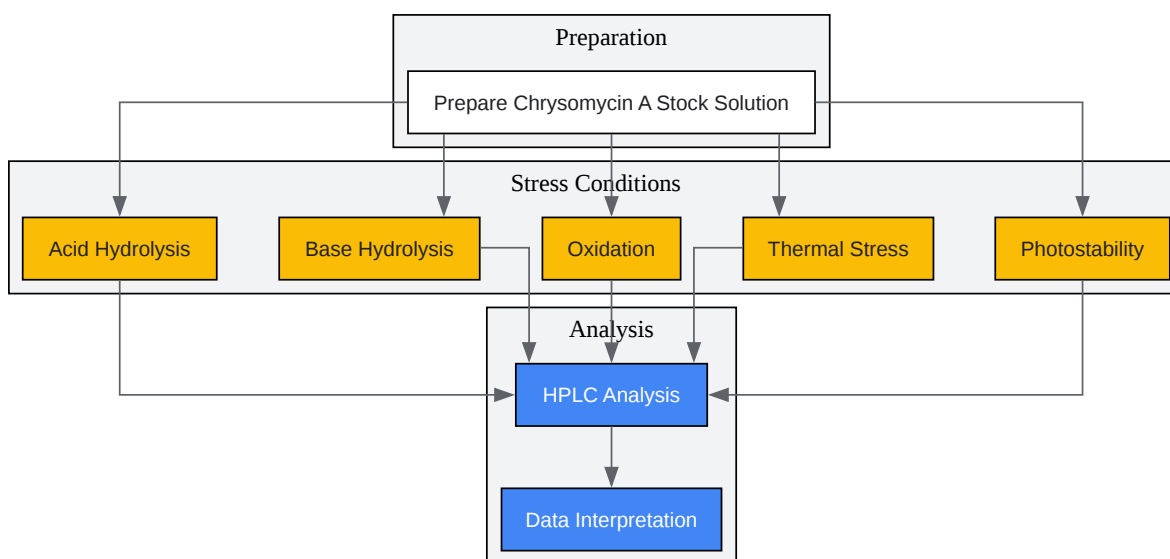 Preparation
Prepare Chrysomycin A Stock Solution
Stress Conditions
Acid Hydrolysis
Base Hydrolysis
Oxidation
Thermal Stress
Photostability
Analysis
HPLC Analysis
Data Interpretation